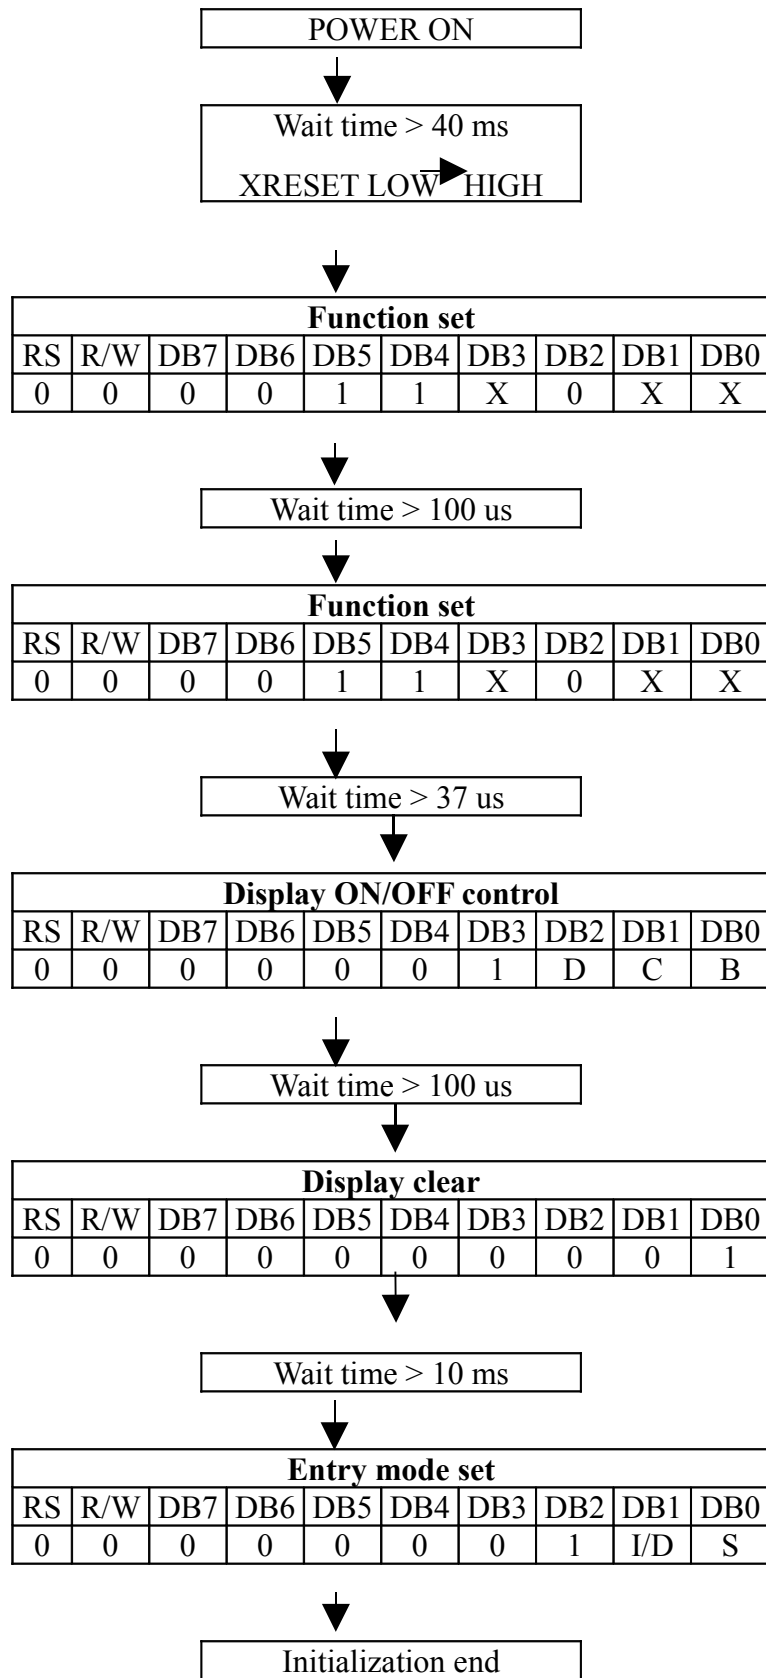 POWER ON
Wait time > 40 ms
XRESET LOW HIGH
Function set
RS R/W DB7 DB6 DB5 DB4 DB3 DB2 DB1 DB0
0 0 0 0 1 1 X 0 X X
Wait time > 100 us
Function set
RS R/W DB7 DB6 DB5 DB4 DB3 DB2 DB1 DB0
0 0 0 0 1 1 X 0 X X
Wait time > 37 us
Display ON/OFF control
RS R/W DB7 DB6 DB5 DB4 DB3 DB2 DB1 DB0
0 0 0 0 0 0 1 D C B
Wait time > 100 us
Display clear
RS R/W DB7 DB6 DB5 DB4 DB3 DB2 DB1 DB0
0 0 0 0 0 0 0 0 0 1
Wait time > 10 ms
Entry mode set
RS R/W DB7 DB6 DB5 DB4 DB3 DB2 DB1 DB0
0 0 0 0 0 0 0 1 I/D S
Initialization end